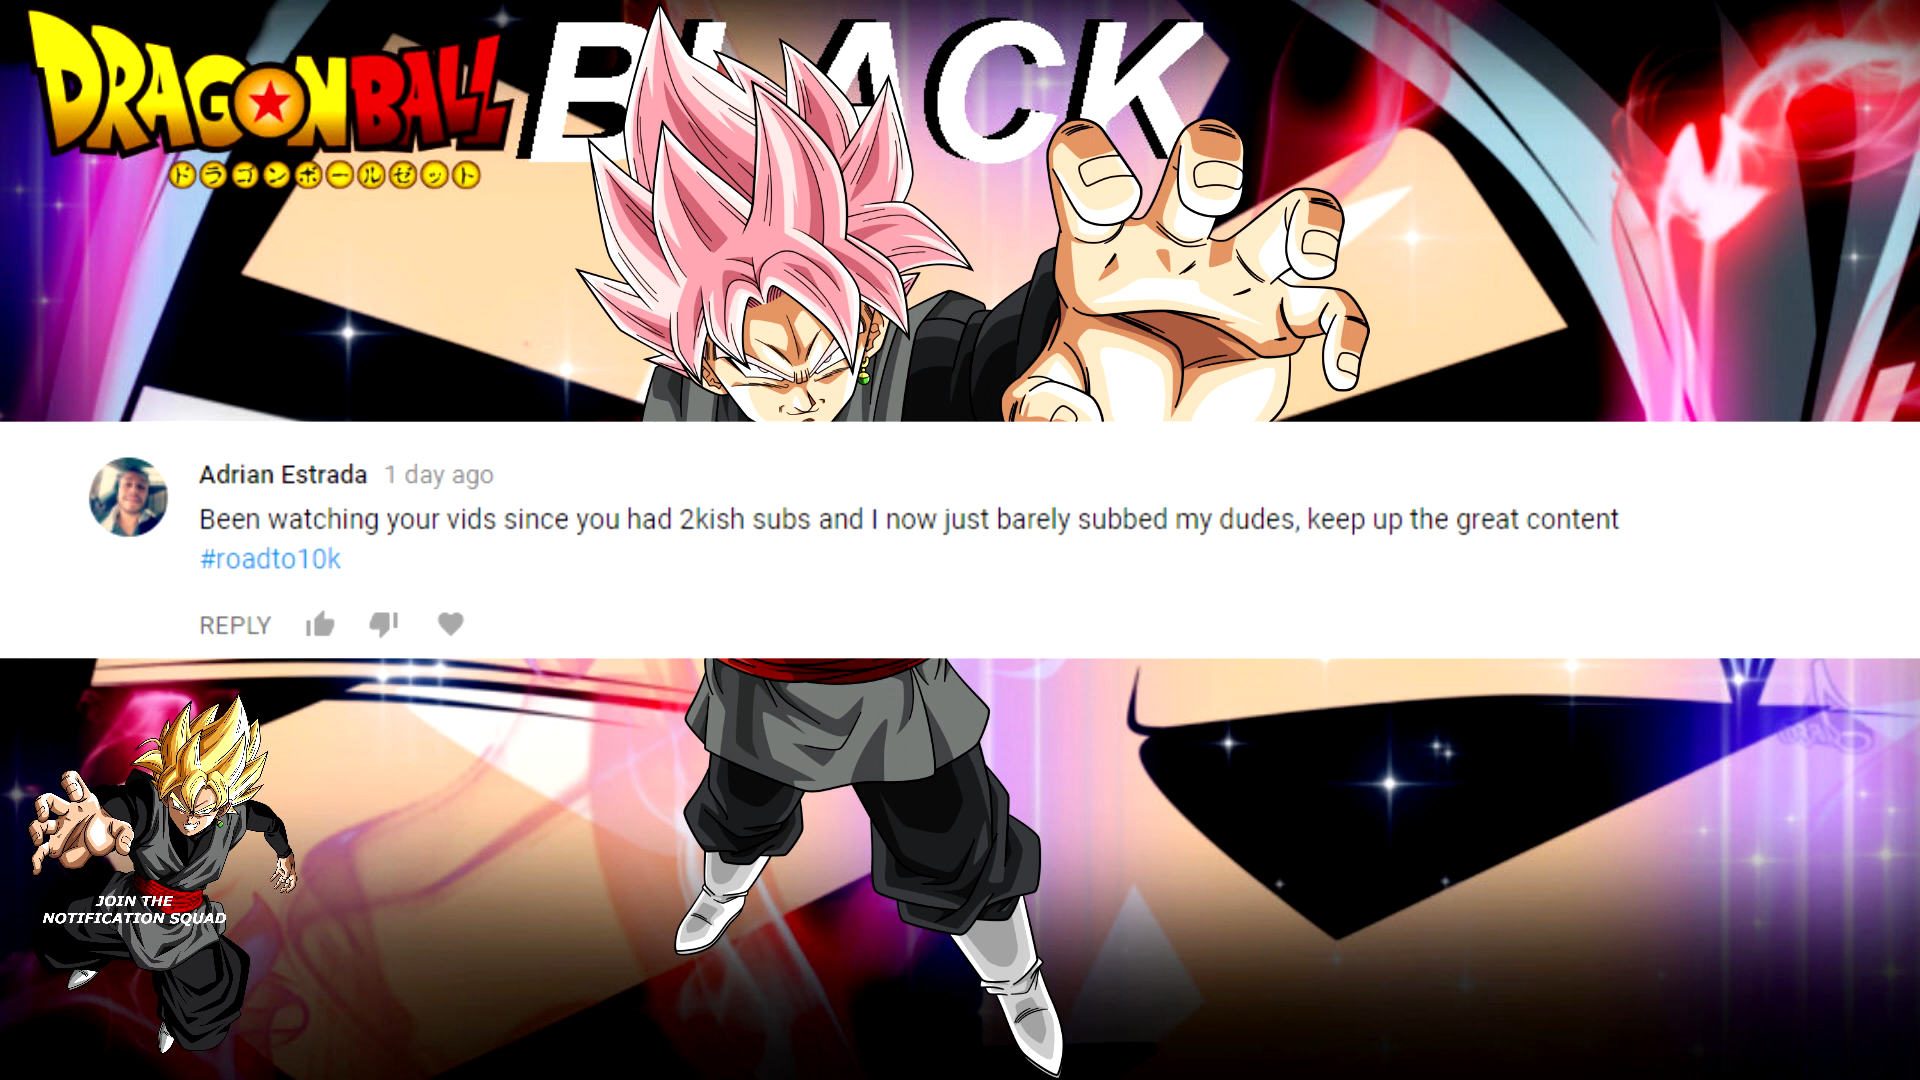 DRAGONBALL
BLACK
ドラゴンボールゼット
Adrian Estrada 1 day ago
Been watching your vids since you had 2kish subs and I now just barely subbed my dudes, keep up the great content
#roadto10k
REPLY
JOIN THE
NOTIFICATION SQUAD